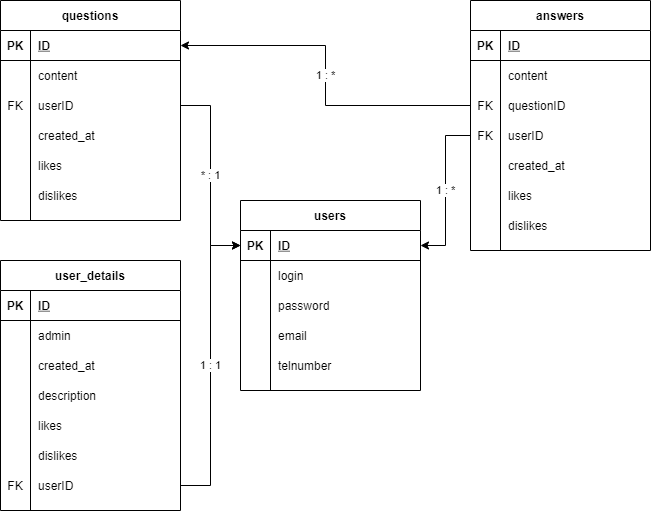 questions
PK ID
content
FK userID
created_at
likes
dislikes
answers
PK ID
content
FK questionID
FK userID
created_at
likes
dislikes
1 : *
* : 1
1 : *
users
PK ID
login
password
email
telnumber
user_details
PK ID
admin
created_at
description
likes
dislikes
FK userID
1 : 1